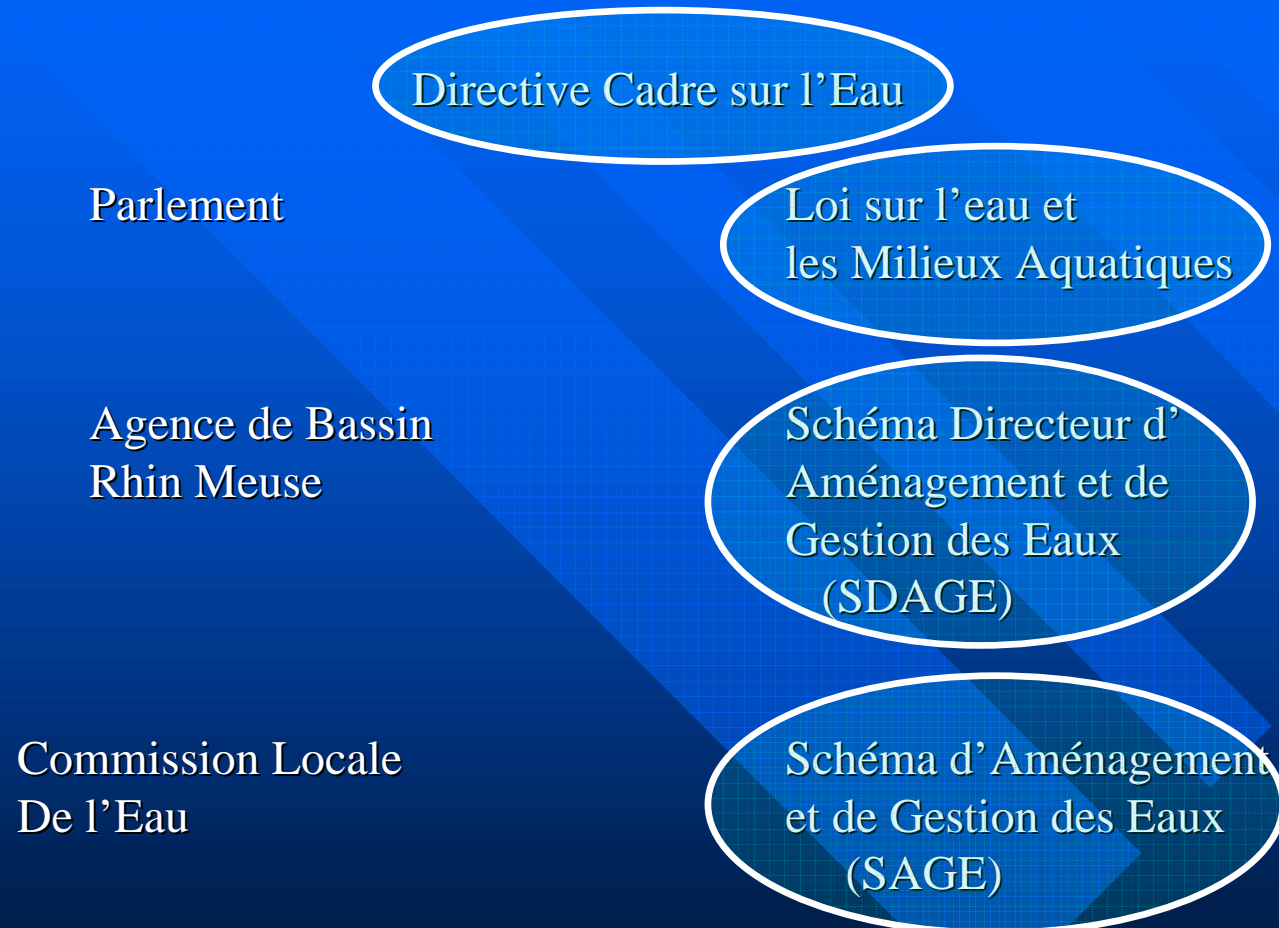 Directive Cadre sur l’Eau
Parlement
Loi sur l’eau et
les Milieux Aquatiques
Agence de Bassin
Rhin Meuse
Schéma Directeur d’
Aménagement et de
Gestion des Eaux
(SDAGE)
Commission Locale
De l’Eau
Schéma d’Aménagement
et de Gestion des Eaux
(SAGE)